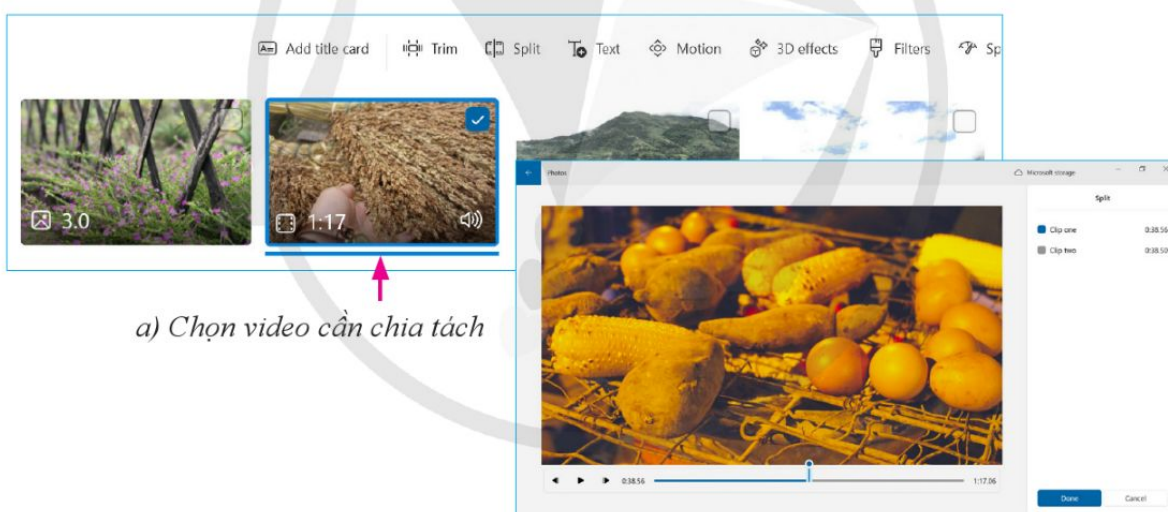 Add title card Trim Split Text Motion 3D effects Filters Sp
3.0
1:17
a) Chọn video cần chia tách
Photos
Microsoft storage
Split
Clip one 0:38.56
Clip two 0:38.50
0:38.56
1:17.06
Done Cancel